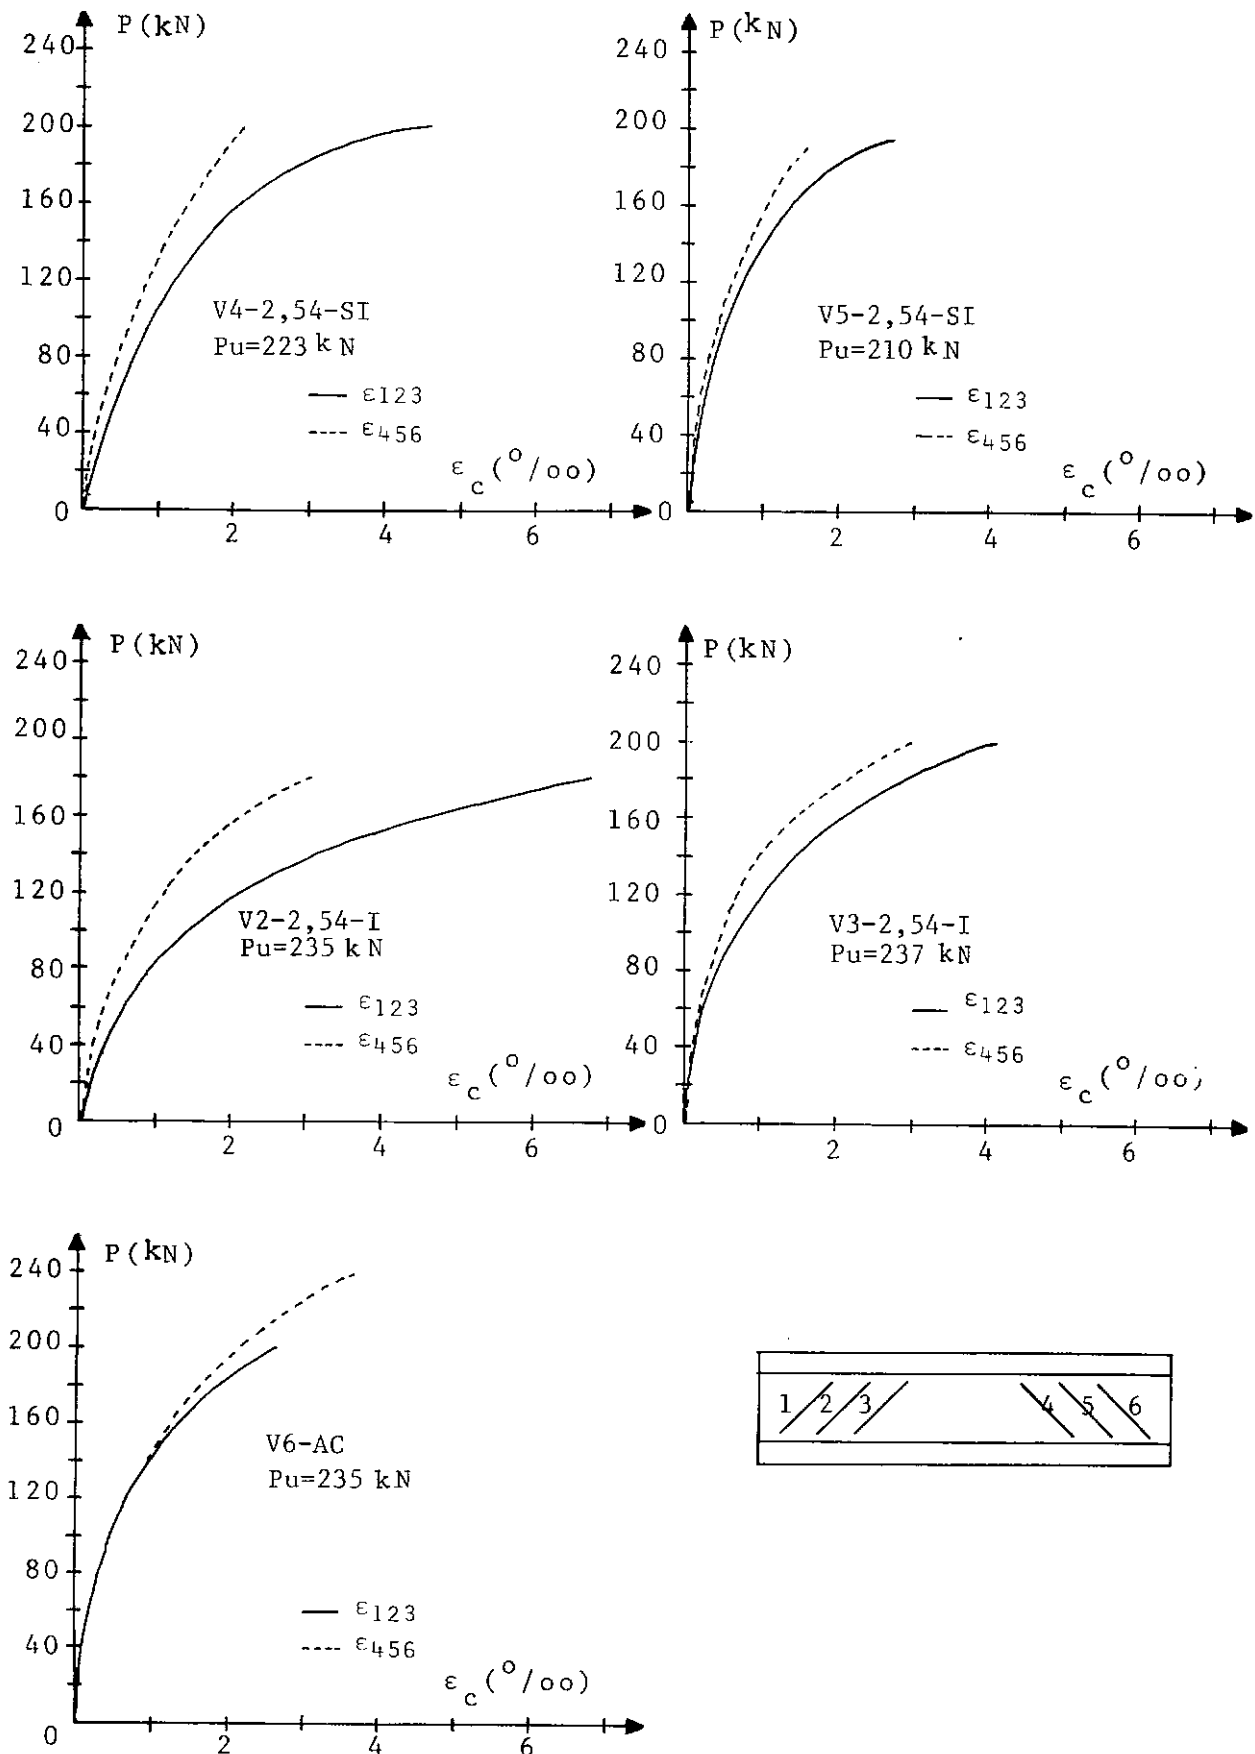 P(kN)
240
200
160
120
80
40
0
2
4
6
V4-2,54-SI
Pu=223 kN
ε123
ε456
εc(°/oo)
P(kN)
240
200
160
120
80
40
0
2
4
6
V5-2,54-SI
Pu=210 kN
ε123
ε456
εc(°/oo)
P(kN)
240
200
160
120
80
40
0
2
4
6
V2-2,54-I
Pu=235 kN
ε123
ε456
εc(°/oo)
P(kN)
240
200
160
120
80
40
0
2
4
6
V3-2,54-I
Pu=237 kN
ε123
ε456
εc(°/oo)
P(kN)
240
200
160
120
80
40
0
2
4
6
V6-AC
Pu=235 kN
ε123
ε456
εc(°/oo)
1 2 3 4 5 6